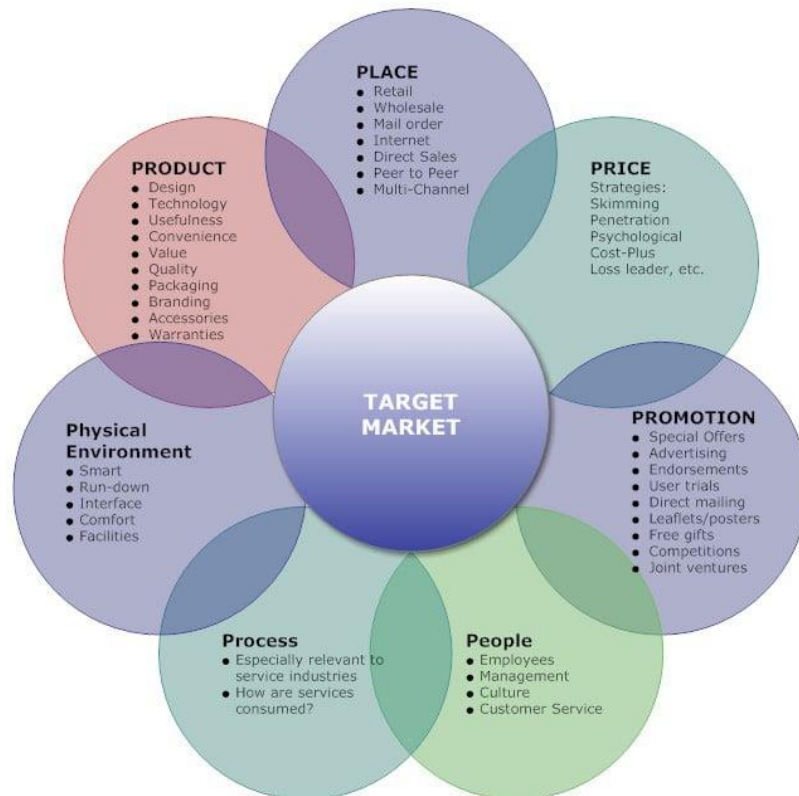 PLACE
● Retail
● Wholesale
● Mail order
● Internet
● Direct Sales
● Peer to Peer
● Multi-Channel
PRODUCT
● Design
● Technology
● Usefulness
● Convenience
● Value
● Quality
● Packaging
● Branding
● Accessories
● Warranties
PRICE
Strategies:
Skimming
Penetration
Psychological
Cost-Plus
Loss leader, etc.
TARGET
MARKET
Physical
Environment
● Smart
● Run-down
● Interface
● Comfort
● Facilities
PROMOTION
● Special Offers
● Advertising
● Endorsements
● User trials
● Direct mailing
● Leaflets/posters
● Free gifts
● Competitions
● Joint ventures
Process
● Especially relevant to
service industries
● How are services
consumed?
People
● Employees
● Management
● Culture
● Customer Service